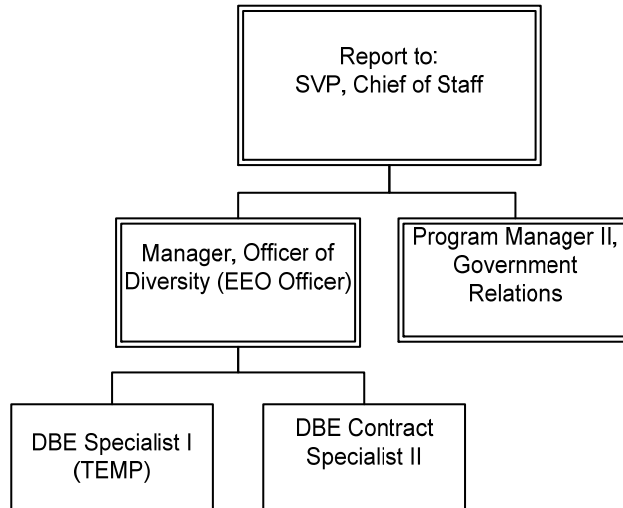 Report to:
SVP, Chief of Staff
Manager, Officer of
Diversity (EEO Officer)
Program Manager II,
Government
Relations
DBE Specialist I
(TEMP)
DBE Contract
Specialist II